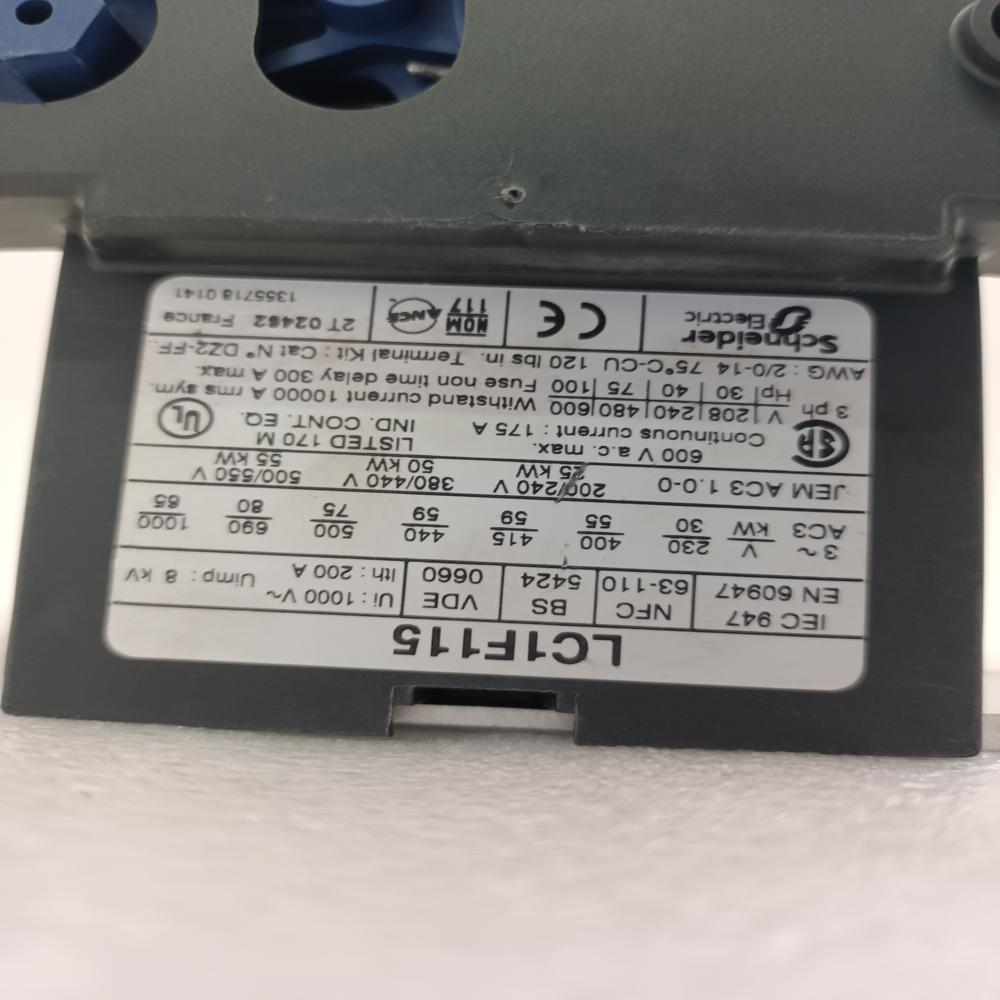 LC1F115
IEC 947 NFC BS VDE Ui : 1000 V~
EN 60947 63-110 5424 0660 Ith : 200 A Uimp : 8 kV
3 ~ V 230 400 415 440 500 690 1000
AC3 kW 30 55 59 59 75 80 65
JEM AC3 1.0-0 200/240 V 380/440 V 500/550 V
25 kW 50 kW 55 kW
600 V a.c. max. LISTED 170 M
Continuous current : 175 A IND. CONT. EQ.
SA UL
3 ph V 208 240 480 600 Withstand current 10000 A rms sym.
Hp 30 40 75 100 Fuse non time delay 300 A max.
AWG : 2/0-14 75°C-CU 120 lbs in. Terminal Kit : Cat N° DZ2-FF..
Schneider CE NOM ANCE 2T 02462 France
Electric 117 1355718 0141